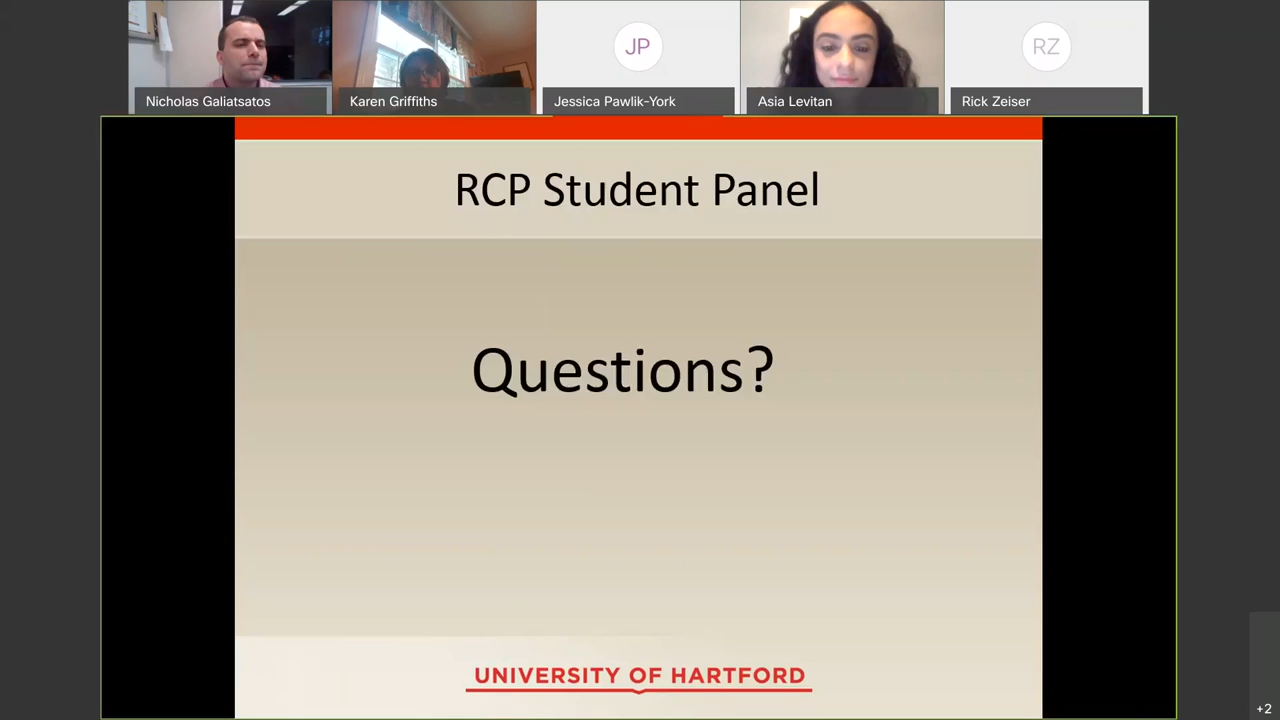 JP
RZ
Nicholas Galiatsatos
Karen Griffiths
Jessica Pawlik-York
Asia Levitan
Rick Zeiser
RCP Student Panel
Questions?
UNIVERSITY OF HARTFORD
+2